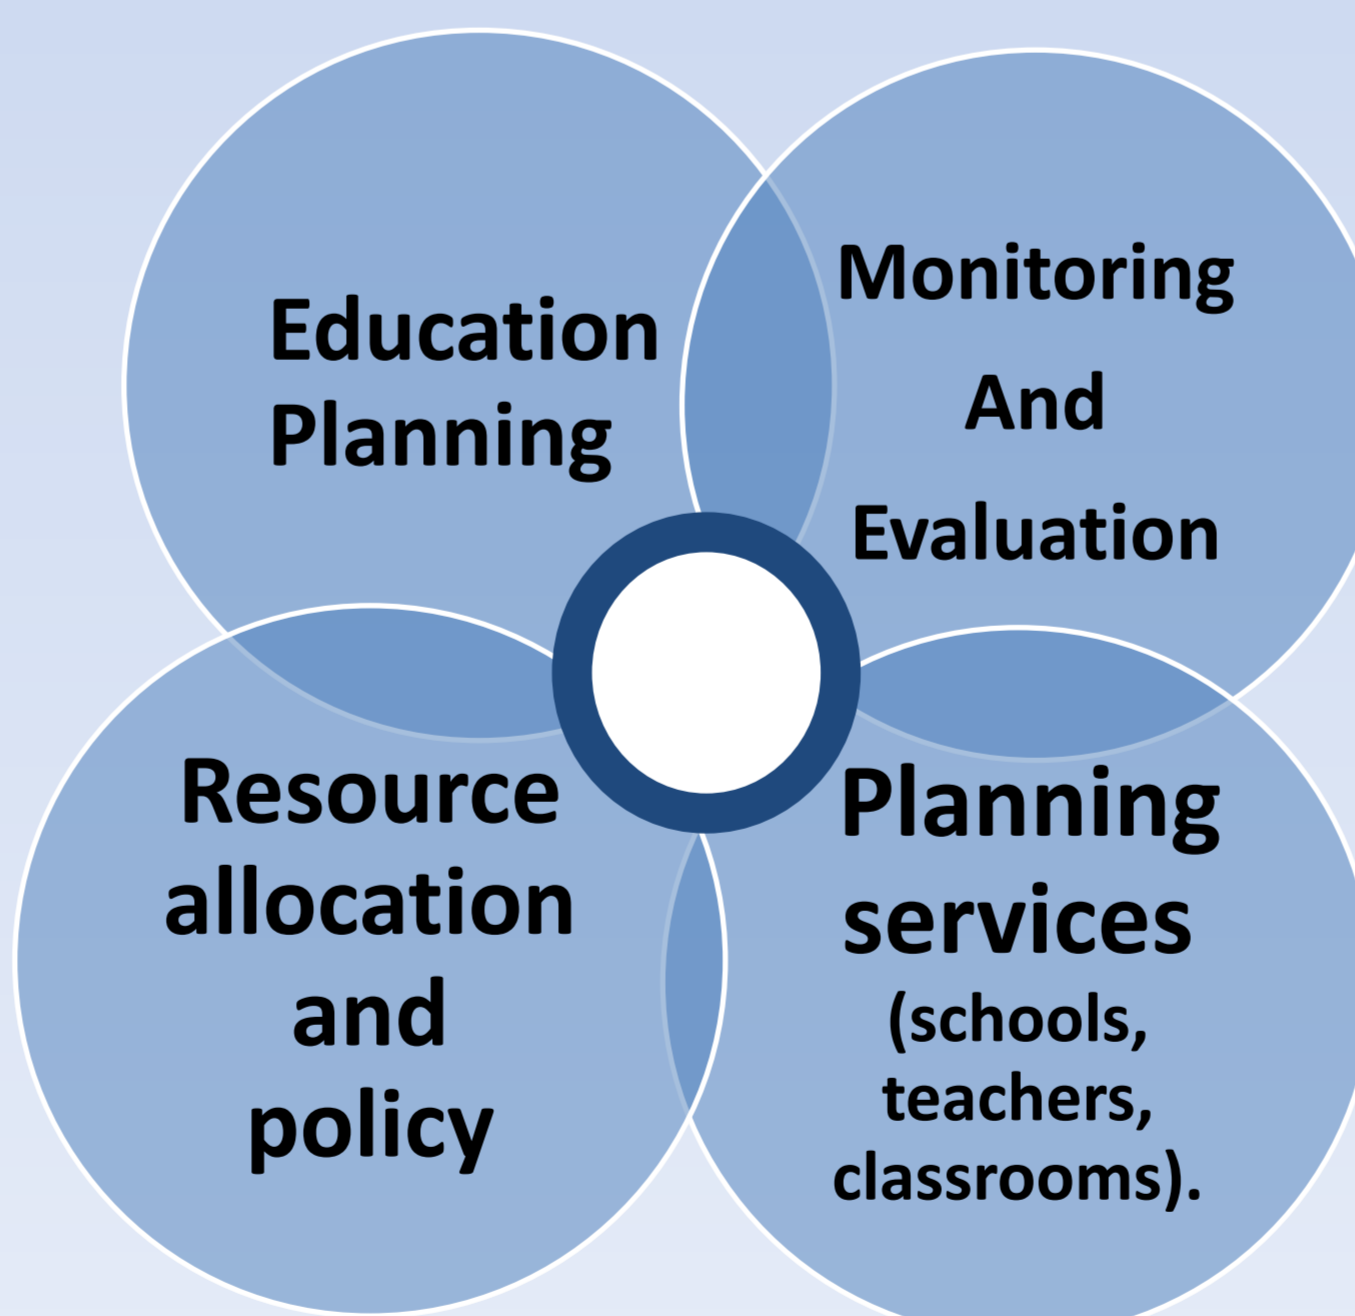 Education
Planning
Monitoring
And
Evaluation
Resource
allocation
and
policy
Planning
services
(schools,
teachers,
classrooms).